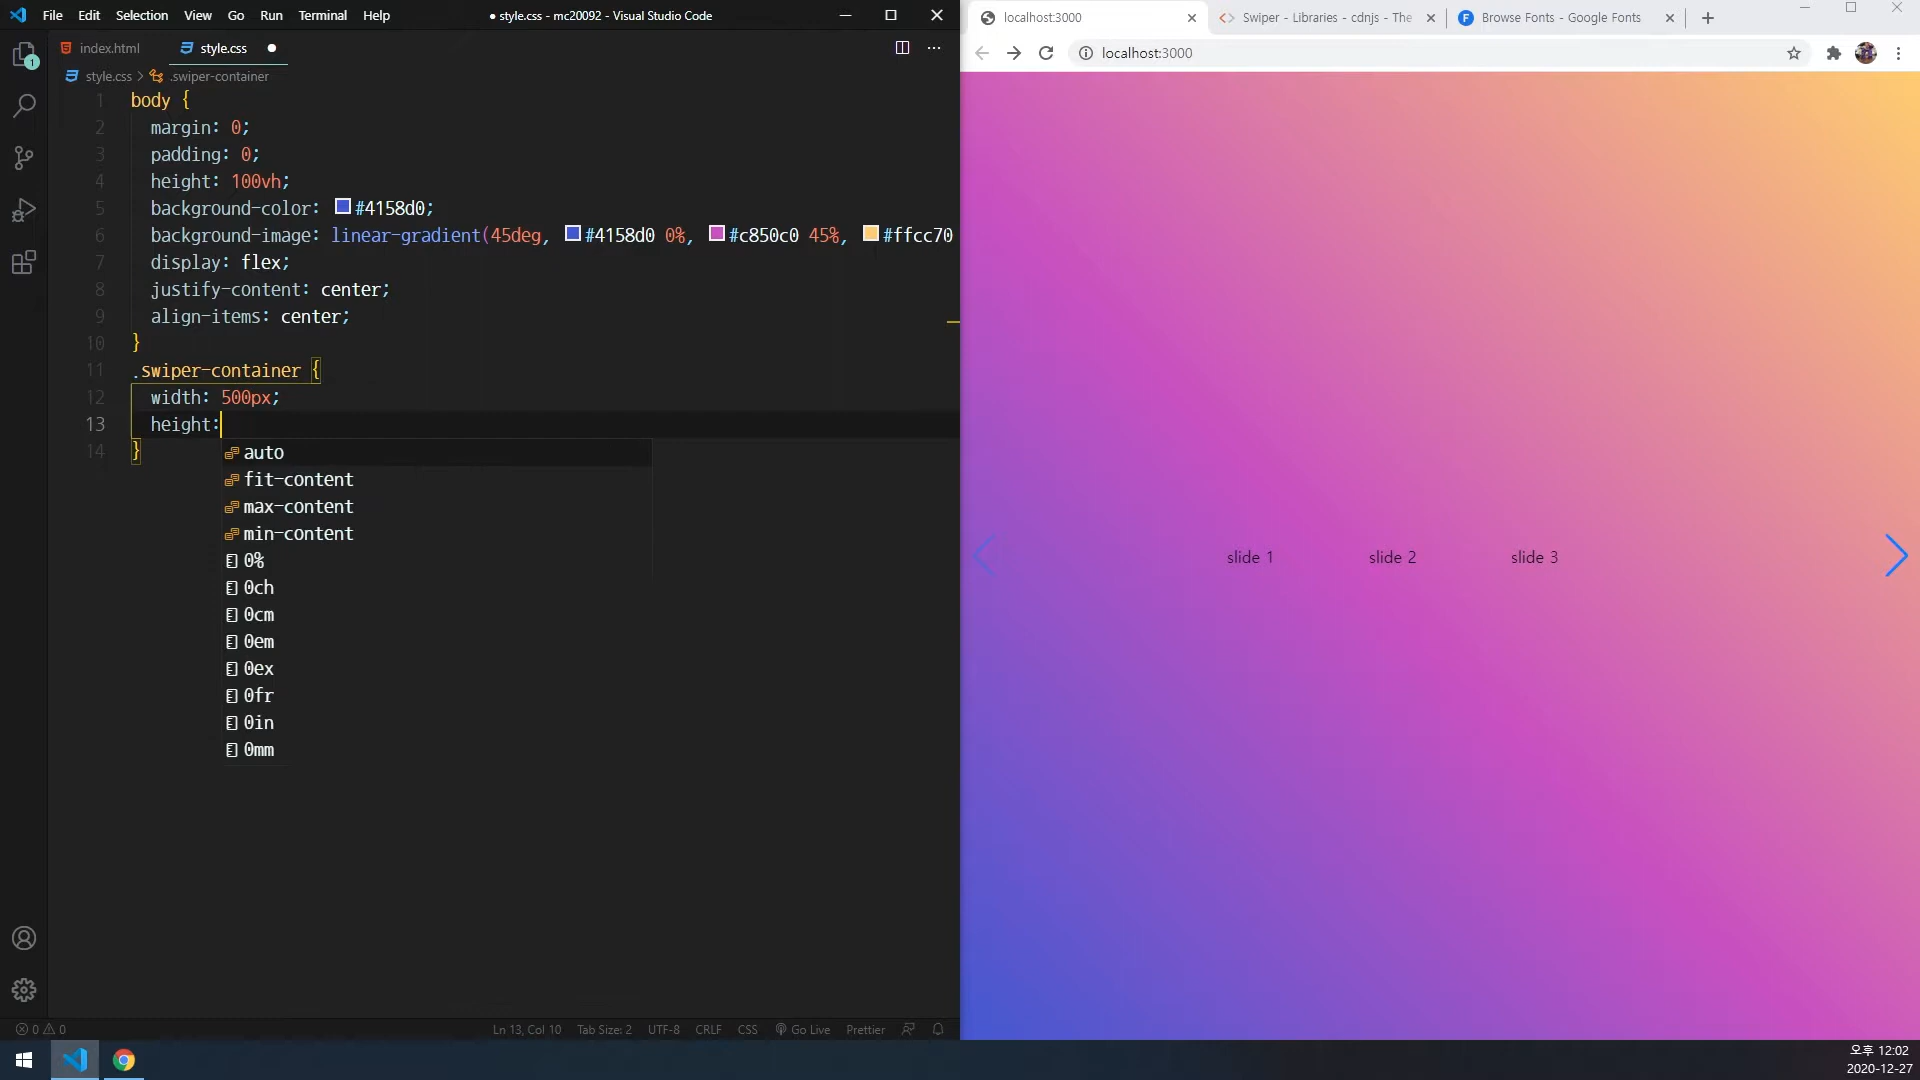 File Edit Selection View Go Run Terminal Help
● style.css - mc20092 - Visual Studio Code
index.html style.css
style.css > .swiper-container
1 body {
2 margin: 0;
3 padding: 0;
4 height: 100vh;
5 background-color: #4158d0;
6 background-image: linear-gradient(45deg, #4158d0 0%, #c850c0 45%, #ffcc70
7 display: flex;
8 justify-content: center;
9 align-items: center;
10 }
11 .swiper-container {
12 width: 500px;
13 height:
14 }
auto
fit-content
max-content
min-content
0%
0ch
0cm
0em
0ex
0fr
0in
0mm
1
0 0
Ln 13, Col 10 Tab Size: 2 UTF-8 CRLF CSS Go Live Prettier
localhost:3000
Swiper - Libraries - cdnjs - The
Browse Fonts - Google Fonts
localhost:3000
slide 1 slide 2 slide 3
오후 12:02
2020-12-27